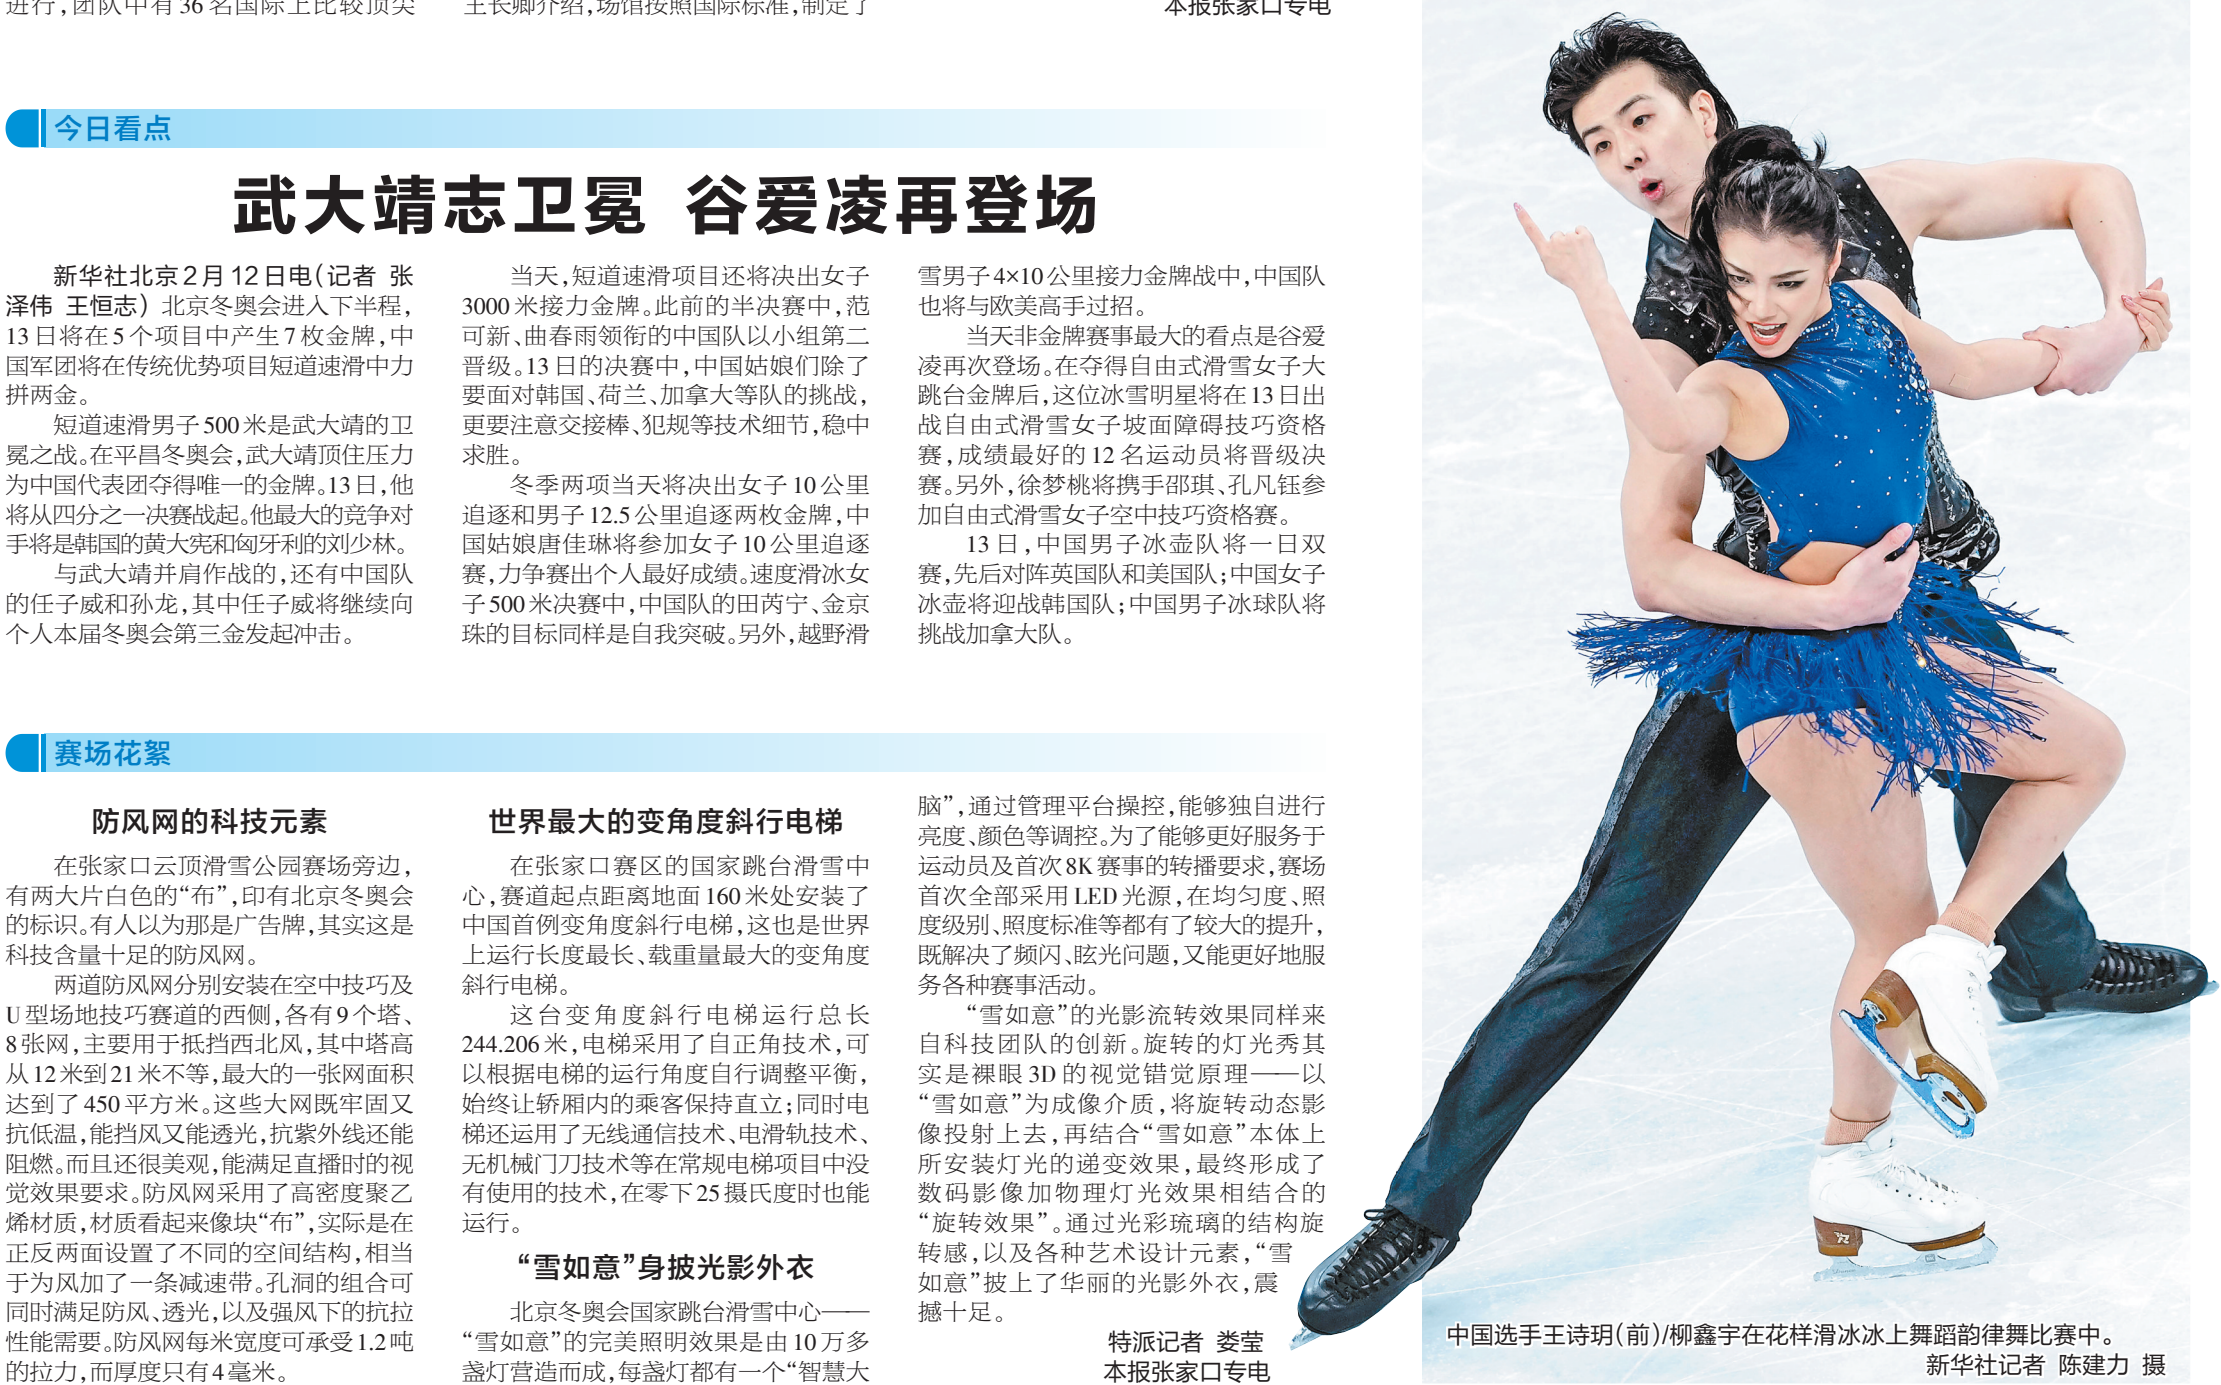 进行,团队中有36名国际上比较顶尖
王长卿介绍,场馆按照国际标准,制定了
本报张家口专电
今日看点
武大靖志卫冕 谷爱凌再登场
新华社北京2月12日电(记者 张
泽伟 王恒志) 北京冬奥会进入下半程,
13日将在5个项目中产生7枚金牌,中
国军团将在传统优势项目短道速滑中力
拼两金。
短道速滑男子500米是武大靖的卫
冕之战。在平昌冬奥会,武大靖顶住压力
为中国代表团夺得唯一的金牌。13日,他
将从四分之一决赛战起。他最大的竞争对
手将是韩国的黄大宪和匈牙利的刘少林。
与武大靖并肩作战的,还有中国队
的任子威和孙龙,其中任子威将继续向
个人本届冬奥会第三金发起冲击。
当天,短道速滑项目还将决出女子
3000米接力金牌。此前的半决赛中,范
可新、曲春雨领衔的中国队以小组第二
晋级。13日的决赛中,中国姑娘们除了
要面对韩国、荷兰、加拿大等队的挑战,
更要注意交接棒、犯规等技术细节,稳中
求胜。
冬季两项当天将决出女子10公里
追逐和男子12.5公里追逐两枚金牌,中
国姑娘唐佳琳将参加女子10公里追逐
赛,力争赛出个人最好成绩。速度滑冰女
子500米决赛中,中国队的田芮宁、金京
珠的目标同样是自我突破。另外,越野滑
雪男子4×10公里接力金牌战中,中国队
也将与欧美高手过招。
当天非金牌赛事最大的看点是谷爱
凌再次登场。在夺得自由式滑雪女子大
跳台金牌后,这位冰雪明星将在13日出
战自由式滑雪女子坡面障碍技巧资格
赛,成绩最好的12名运动员将晋级决
赛。另外,徐梦桃将携手邵琪、孔凡钰参
加自由式滑雪女子空中技巧资格赛。
13日,中国男子冰壶队将一日双
赛,先后对阵英国队和美国队;中国女子
冰壶将迎战韩国队;中国男子冰球队将
挑战加拿大队。
赛场花絮
防风网的科技元素
在张家口云顶滑雪公园赛场旁边,
有两大片白色的“布”,印有北京冬奥会
的标识。有人以为那是广告牌,其实这是
科技含量十足的防风网。
两道防风网分别安装在空中技巧及
U型场地技巧赛道的西侧,各有9个塔、
8张网,主要用于抵挡西北风,其中塔高
从12米到21米不等,最大的一张网面积
达到了450平方米。这些大网既牢固又
抗低温,能挡风又能透光,抗紫外线还能
阻燃。而且还很美观,能满足直播时的视
觉效果要求。防风网采用了高密度聚乙
烯材质,材质看起来像块“布”,实际是在
正反两面设置了不同的空间结构,相当
于为风加了一条减速带。孔洞的组合可
同时满足防风、透光,以及强风下的抗拉
性能需要。防风网每米宽度可承受1.2吨
的拉力,而厚度只有4毫米。
世界最大的变角度斜行电梯
在张家口赛区的国家跳台滑雪中
心,赛道起点距离地面160米处安装了
中国首例变角度斜行电梯,这也是世界
上运行长度最长、载重量最大的变角度
斜行电梯。
这台变角度斜行电梯运行总长
244.206米,电梯采用了自正角技术,可
以根据电梯的运行角度自行调整平衡,
始终让轿厢内的乘客保持直立;同时电
梯还运用了无线通信技术、电滑轨技术、
无机械门刀技术等在常规电梯项目中没
有使用的技术,在零下25摄氏度时也能
运行。
“雪如意”身披光影外衣
北京冬奥会国家跳台滑雪中心——
“雪如意”的完美照明效果是由10万多
盏灯营造而成,每盏灯都有一个“智慧大
脑”,通过管理平台操控,能够独自进行
亮度、颜色等调控。为了能够更好服务于
运动员及首次8K赛事的转播要求,赛场
首次全部采用LED光源,在均匀度、照
度级别、照度标准等都有了较大的提升,
既解决了频闪、眩光问题,又能更好地服
务各种赛事活动。
“雪如意”的光影流转效果同样来
自科技团队的创新。旋转的灯光秀其
实是裸眼3D的视觉错觉原理——以
“雪如意”为成像介质,将旋转动态影
像投射上去,再结合“雪如意”本体上
所安装灯光的递变效果,最终形成了
数码影像加物理灯光效果相结合的
“旋转效果”。通过光彩琉璃的结构旋
转感,以及各种艺术设计元素,“雪
如意”披上了华丽的光影外衣,震
撼十足。
特派记者 娄莹
本报张家口专电
中国选手王诗玥(前)/柳鑫宇在花样滑冰冰上舞蹈韵律舞比赛中。
新华社记者 陈建力 摄